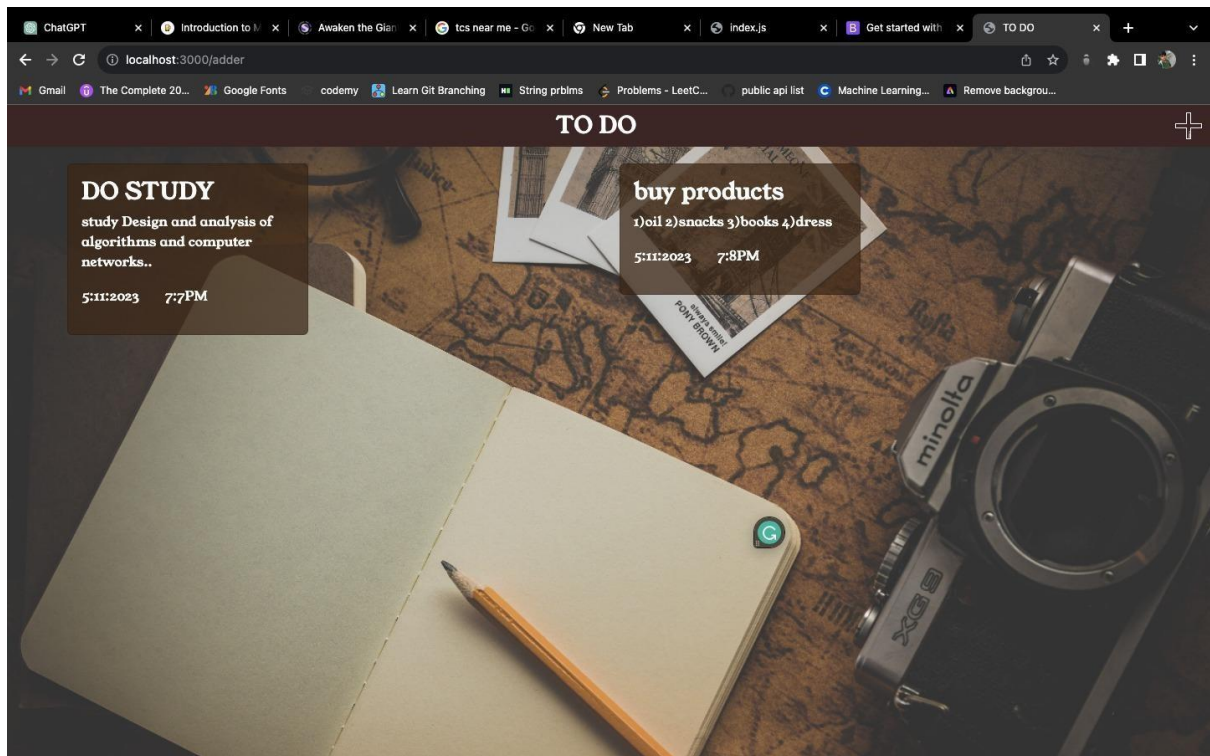 ChatGPT
Introduction to M
Awaken the Gian
tcs near me - Go
New Tab
index.js
Get started with
TO DO
localhost:3000/adder
Gmail
The Complete 20...
Google Fonts
codemy
Learn Git Branching
String prblms
Problems - LeetC...
public api list
Machine Learning...
Remove backgrou...
TO DO
DO STUDY
study Design and analysis of
algorithms and computer
networks..
5:11:2023 7:7PM
buy products
1)oil 2)snacks 3)books 4)dress
5:11:2023 7:8PM
always smile!
PONY BROWN
minolta
XG9